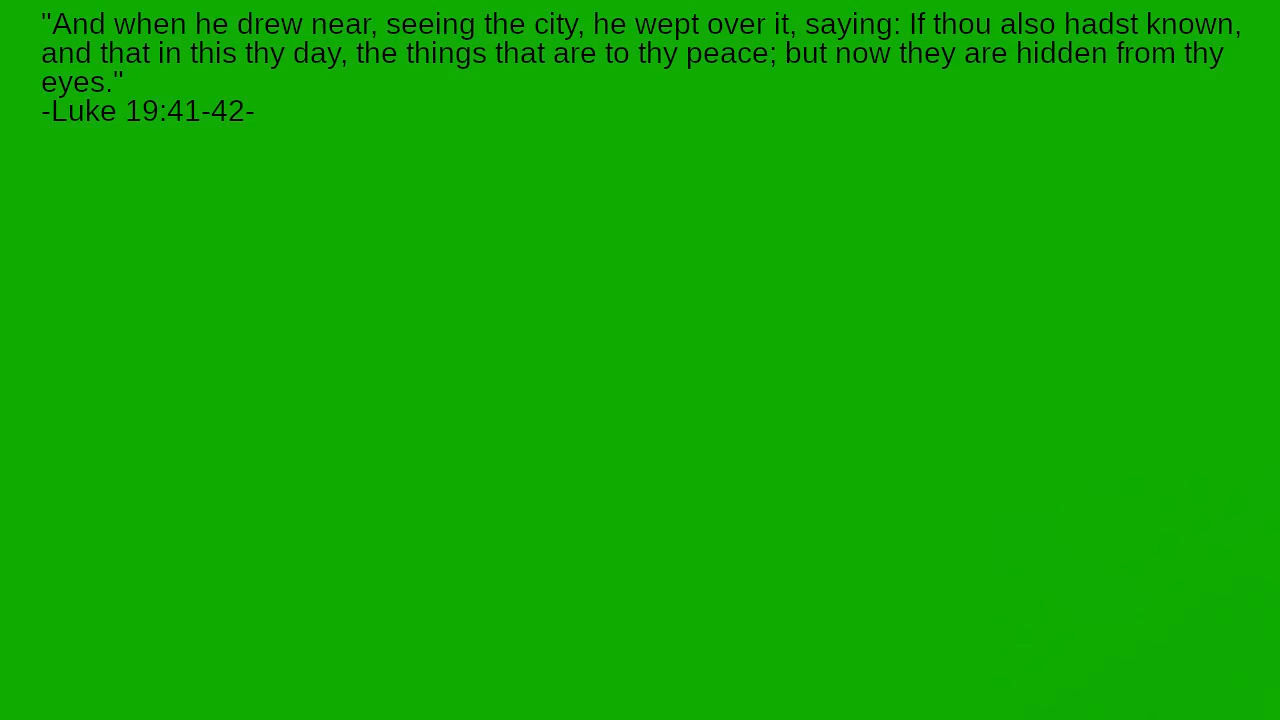 "And when he drew near, seeing the city, he wept over it, saying: If thou also hadst known,
and that in this thy day, the things that are to thy peace; but now they are hidden from thy
eyes."
-Luke 19:41-42-